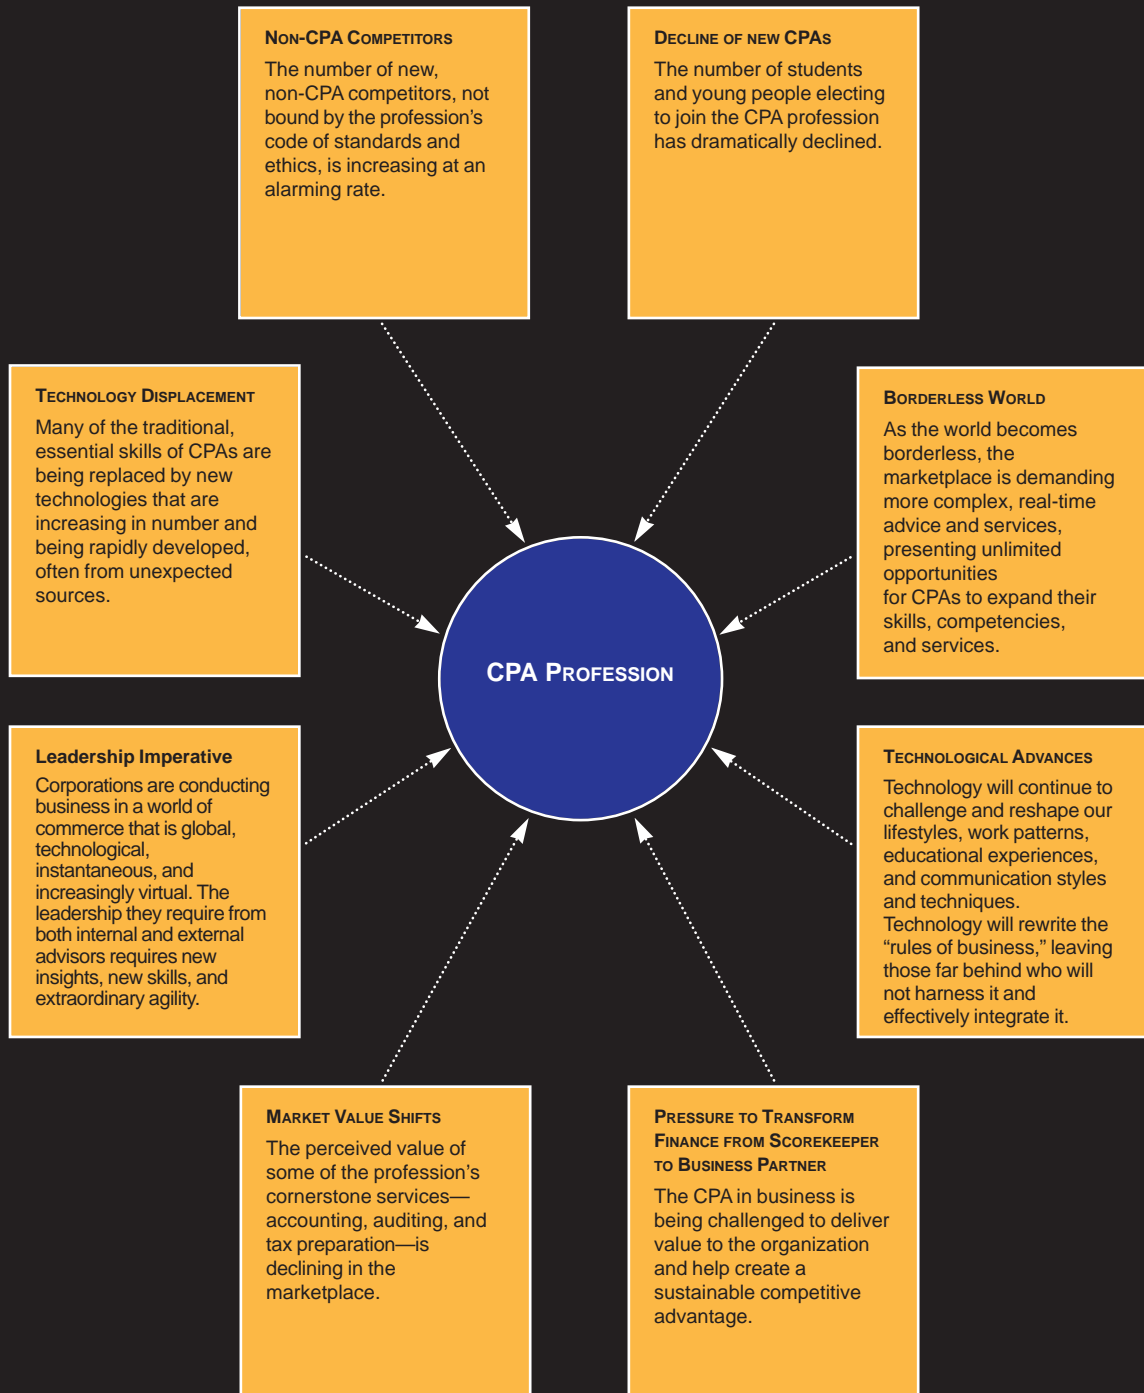 NON-CPA COMPETITORS
The number of new,
non-CPA competitors, not
bound by the profession’s
code of standards and
ethics, is increasing at an
alarming rate.
DECLINE OF NEW CPAS
The number of students
and young people electing
to join the CPA profession
has dramatically declined.
TECHNOLOGY DISPLACEMENT
Many of the traditional,
essential skills of CPAs are
being replaced by new
technologies that are
increasing in number and
being rapidly developed,
often from unexpected
sources.
BORDERLESS WORLD
As the world becomes
borderless, the
marketplace is demanding
more complex, real-time
advice and services,
presenting unlimited
opportunities
for CPAs to expand their
skills, competencies,
and services.
CPA PROFESSION
Leadership Imperative
Corporations are conducting
business in a world of
commerce that is global,
technological,
instantaneous, and
increasingly virtual. The
leadership they require from
both internal and external
advisors requires new
insights, new skills, and
extraordinary agility.
TECHNOLOGICAL ADVANCES
Technology will continue to
challenge and reshape our
lifestyles, work patterns,
educational experiences,
and communication styles
and techniques.
Technology will rewrite the
“rules of business,” leaving
those far behind who will
not harness it and
effectively integrate it.
MARKET VALUE SHIFTS
The perceived value of
some of the profession’s
cornerstone services—
accounting, auditing, and
tax preparation—is
declining in the
marketplace.
PRESSURE TO TRANSFORM
FINANCE FROM SCOREKEEPER
TO BUSINESS PARTNER
The CPA in business is
being challenged to deliver
value to the organization
and help create a
sustainable competitive
advantage.